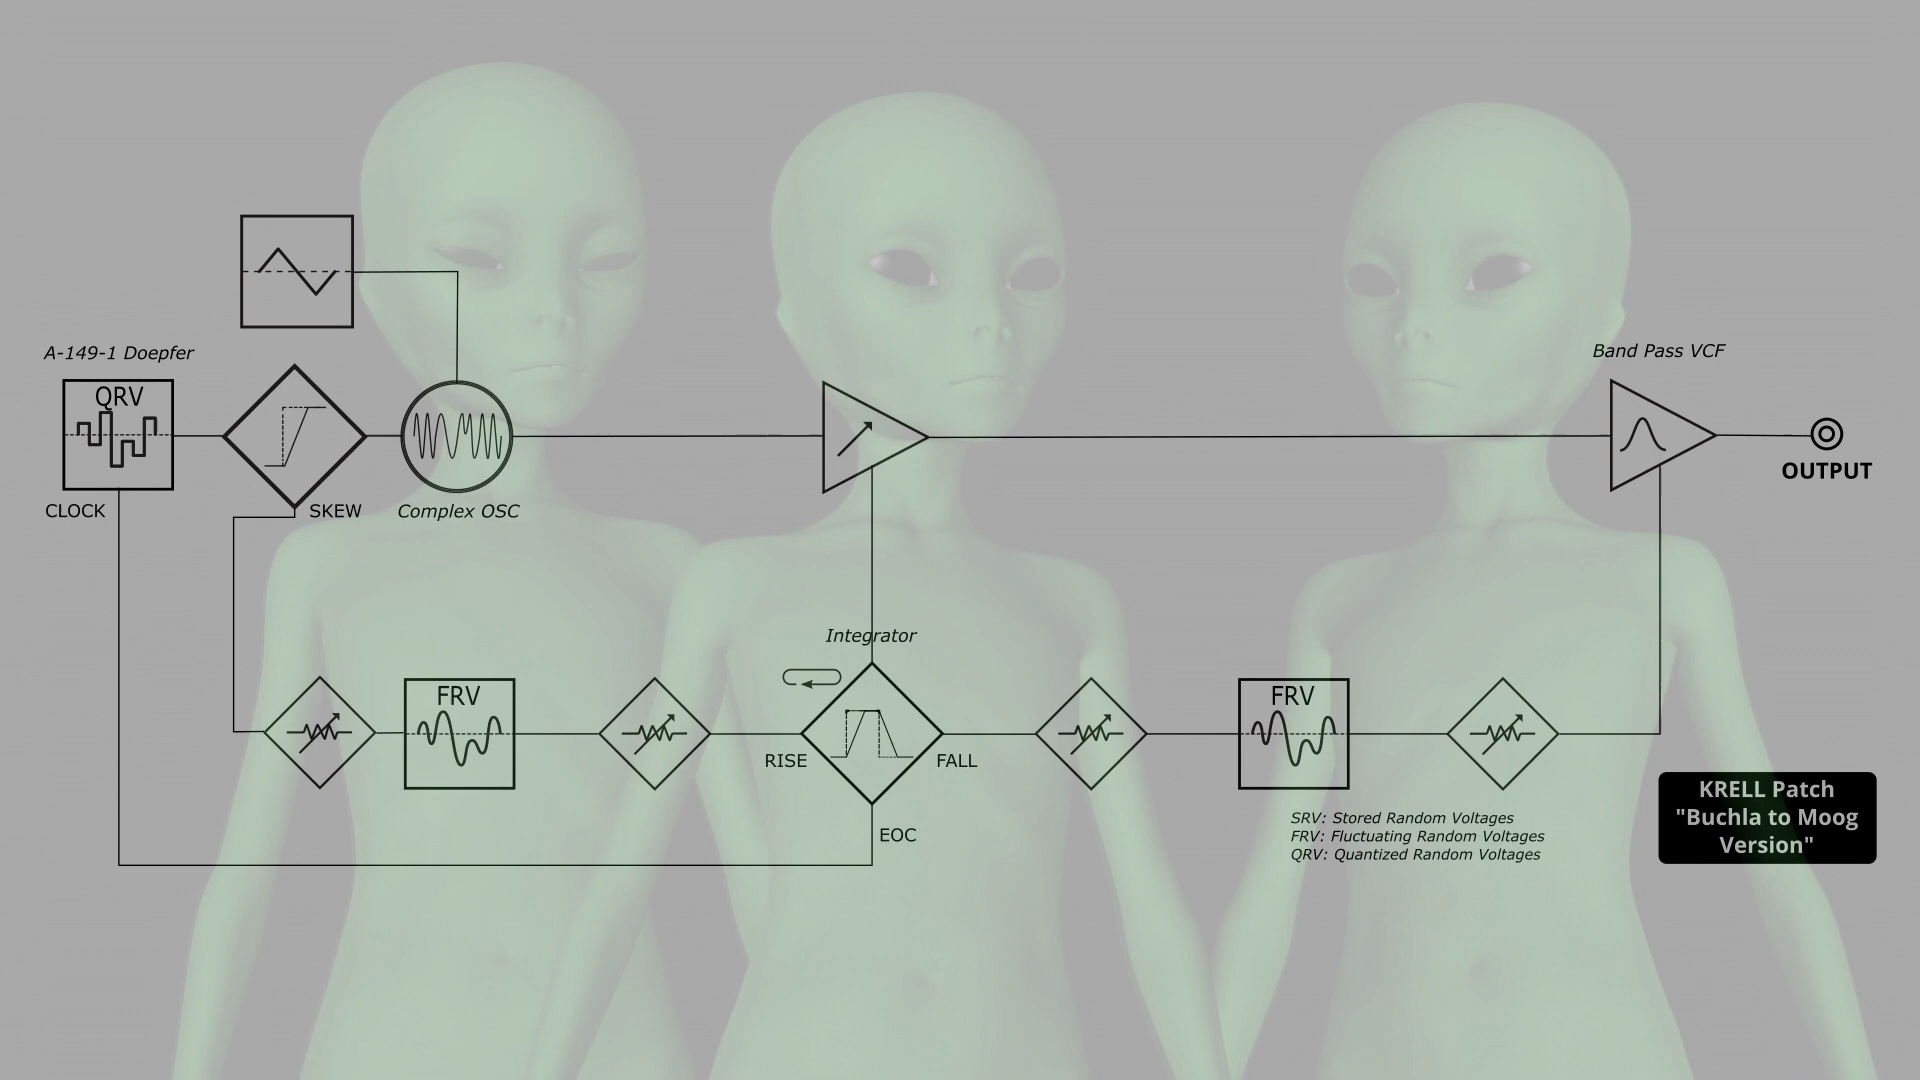 A-149-1 Doepfer
QRV
CLOCK
SKEW
Complex OSC
Band Pass VCF
OUTPUT
Integrator
FRV
RISE
FALL
EOC
FRV
SRV: Stored Random Voltages
FRV: Fluctuating Random Voltages
QRV: Quantized Random Voltages
KRELL Patch
"Buchla to Moog
Version"